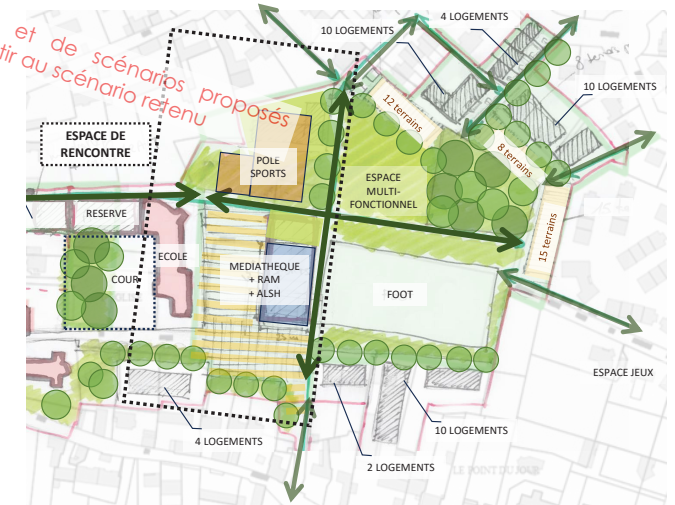 et de scénarios proposés
tir au scénario retenu
10 LOGEMENTS
4 LOGEMENTS
8 terrains p
10 LOGEMENTS
12 terrains
8 terrains
15 terrains
ESPACE DE
RENCONTRE
POLE
SPORTS
ESPACE
MULTI-
FONCTIONNEL
RESERVE
ECOLE
COUR
MEDIATHEQUE
+ RAM
+ ALSH
FOOT
ESPACE JEUX
4 LOGEMENTS
10 LOGEMENTS
2 LOGEMENTS
LE POINT DU JOUR